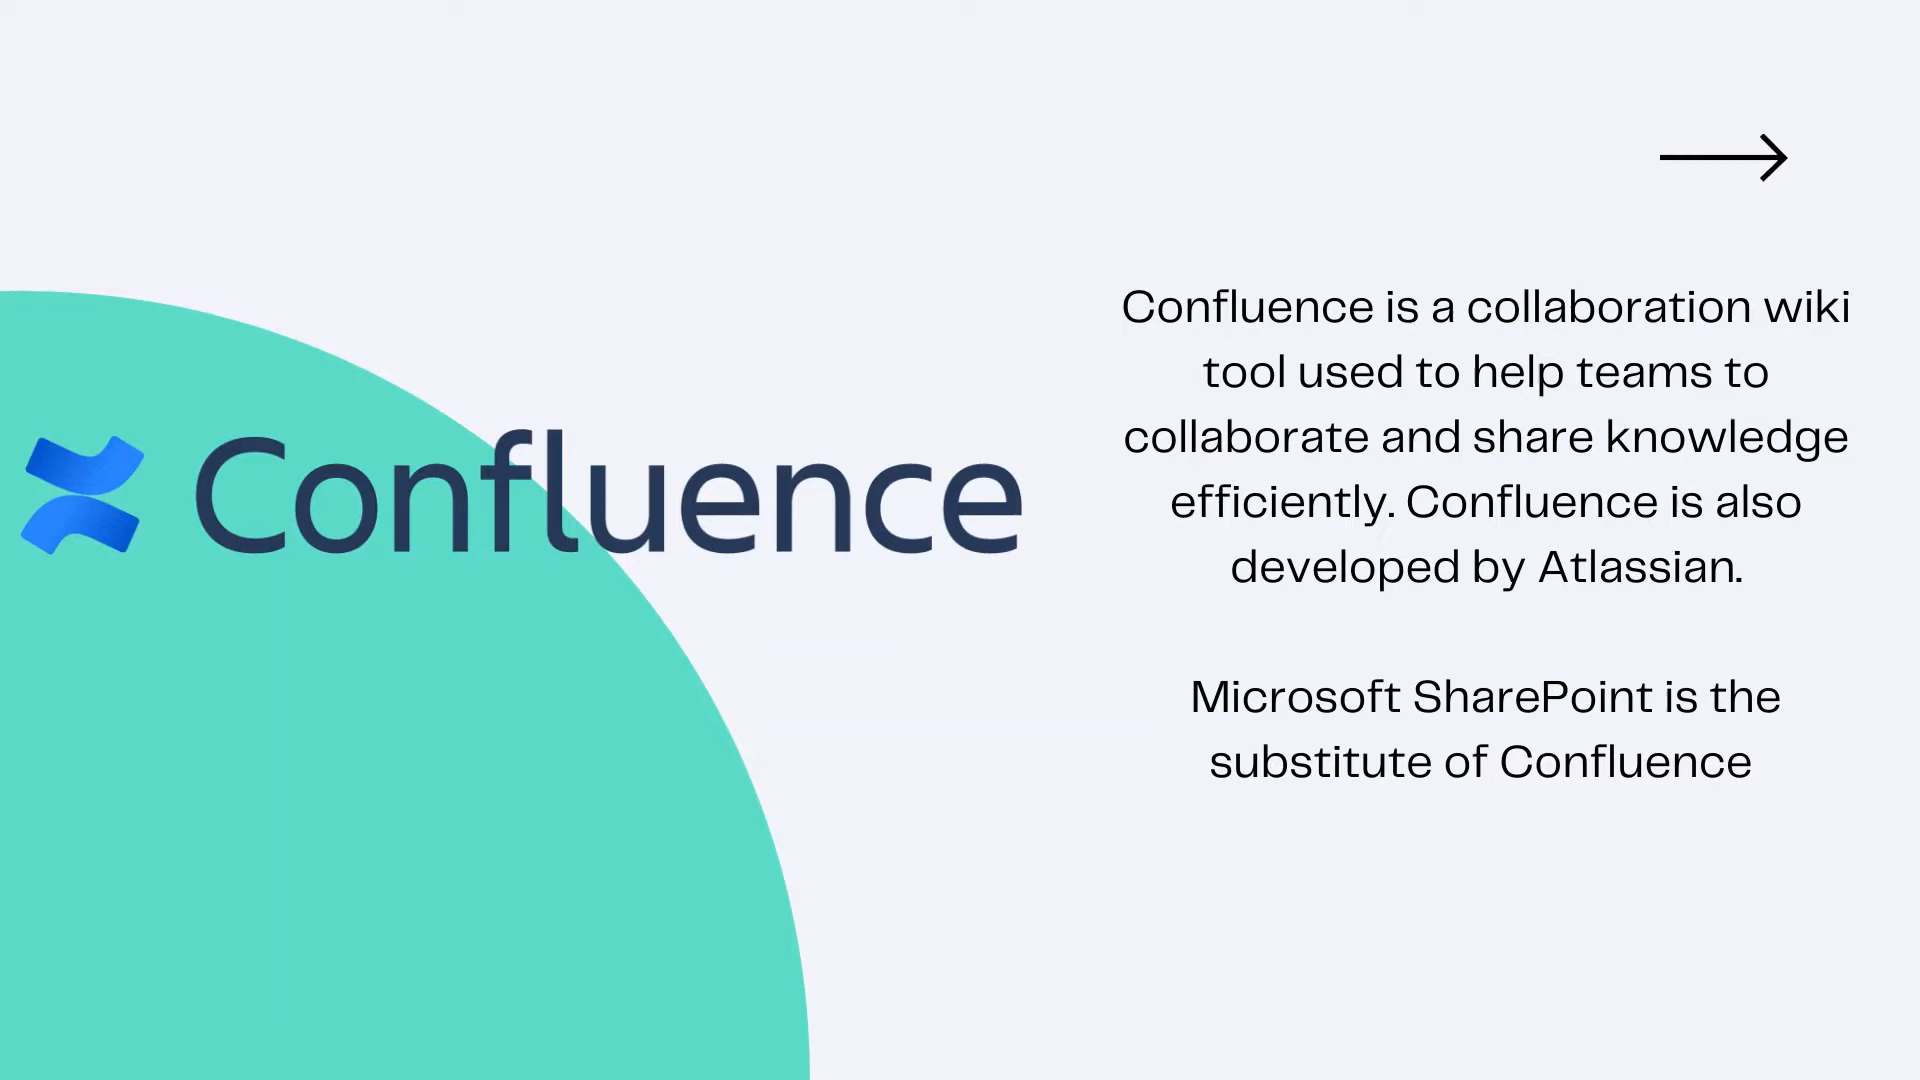 Confluence
Confluence is a collaboration wiki
tool used to help teams to
collaborate and share knowledge
efficiently. Confluence is also
developed by Atlassian.
Microsoft SharePoint is the
substitute of Confluence